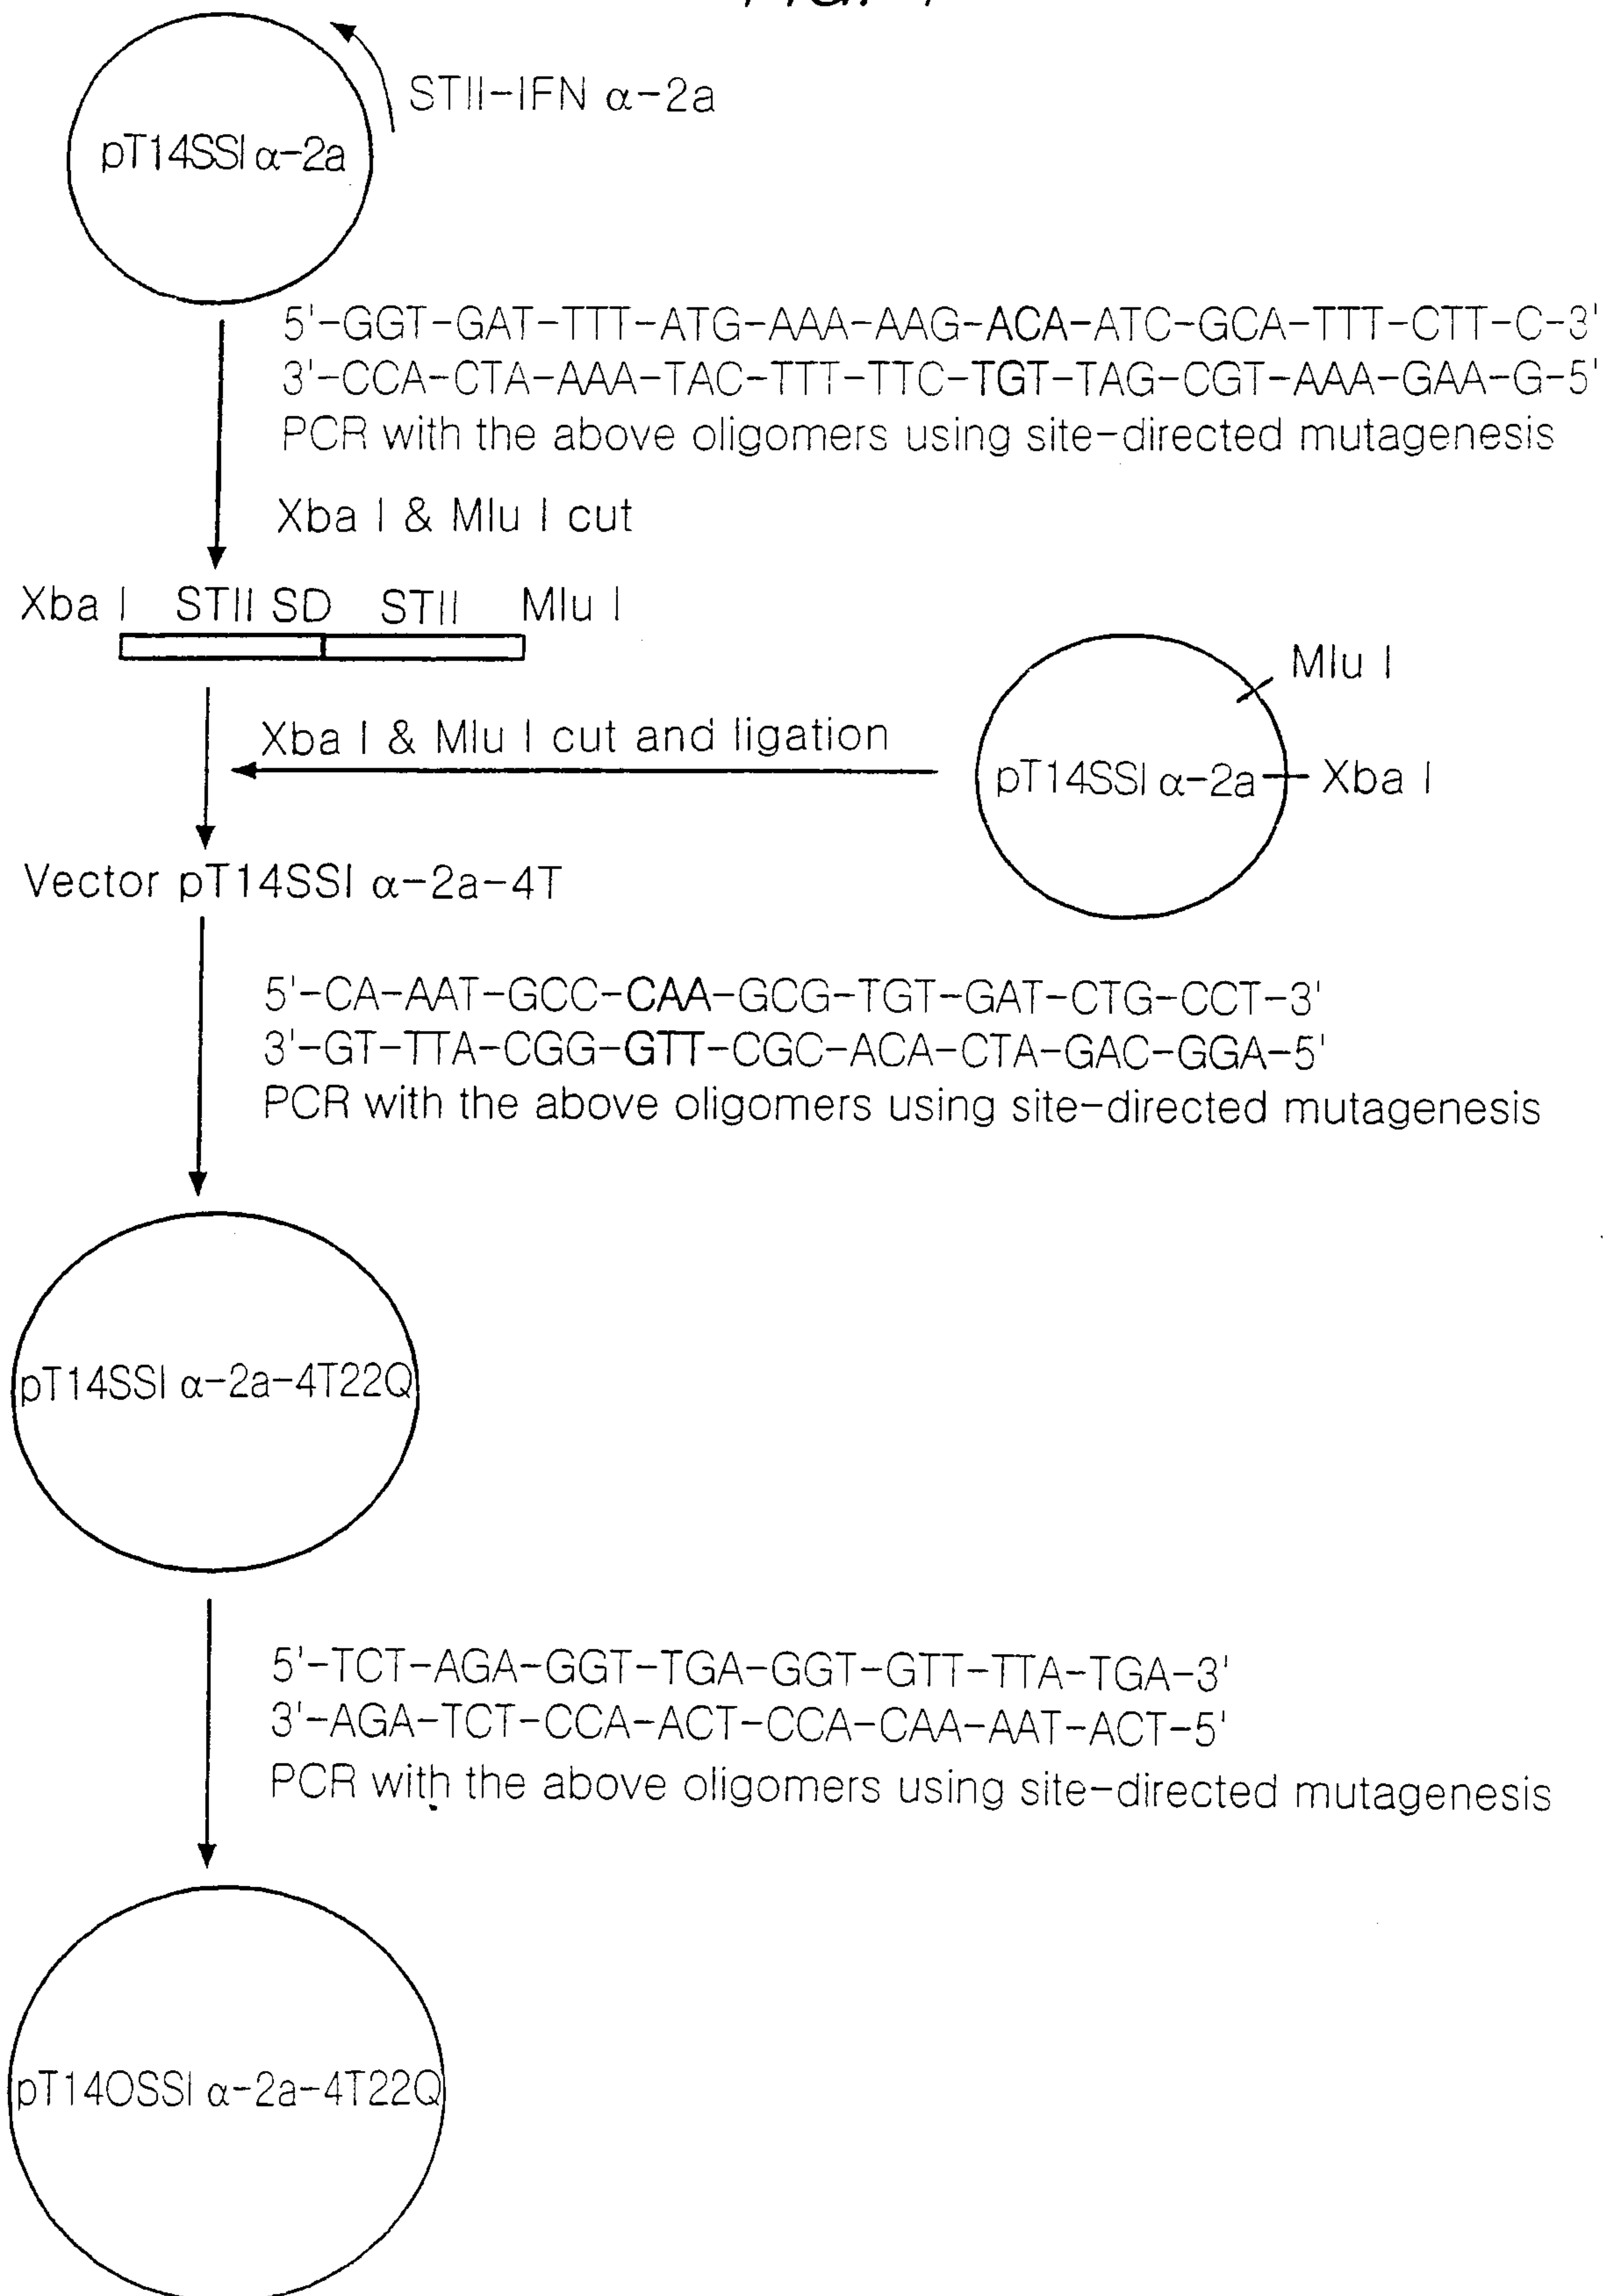 STII-IFN α-2a
pT14SSI α-2a
5'-GGT-GAT-TTT-ATG-AAA-AAG-ACA-ATC-GCA-TTT-CTT-C-3'
3'-CCA-CTA-AAA-TAC-TTT-TTC-TGT-TAG-CGT-AAA-GAA-G-5'
PCR with the above oligomers using site-directed mutagenesis
Xba I & Mlu I cut
Xba I STII SD STII Mlu I
Mlu I
Xba I & Mlu I cut and ligation
pT14SSI α-2a Xba I
Vector pT14SSI α-2a-4T
5'-CA-AAT-GCC-CAA-GCG-TGT-GAT-CTG-CCT-3'
3'-GT-TTA-CGG-GTT-CGC-ACA-CTA-GAC-GGA-5'
PCR with the above oligomers using site-directed mutagenesis
pT14SSI α-2a-4T22Q
5'-TCT-AGA-GGT-TGA-GGT-GTT-TTA-TGA-3'
3'-AGA-TCT-CCA-ACT-CCA-CAA-AAT-ACT-5'
PCR with the above oligomers using site-directed mutagenesis
pT14OSSI α-2a-4T22Q